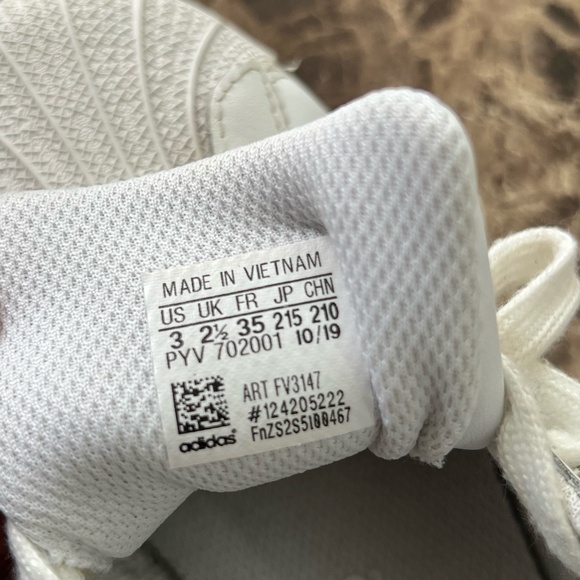 MADE IN VIETNAM
US UK FR JP CHN
3 2½ 35 215 210
PYV 702001 10/19
ART FV3147
#124205222
FnZS2S5100467
adidas